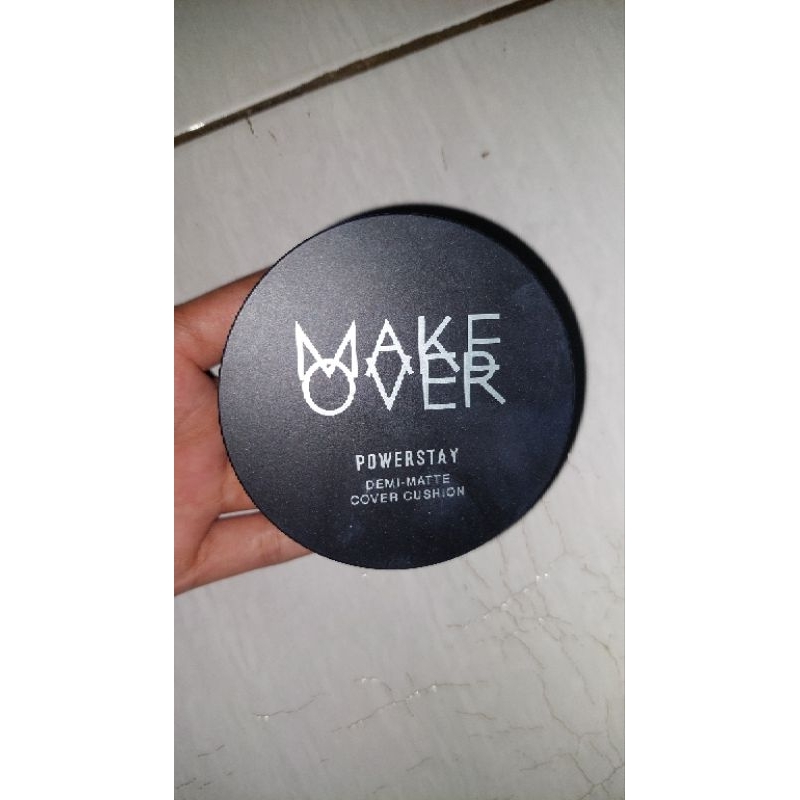 MAKE
OVER
POWERSTAY
DEMI-MATTE
COVER CUSHION